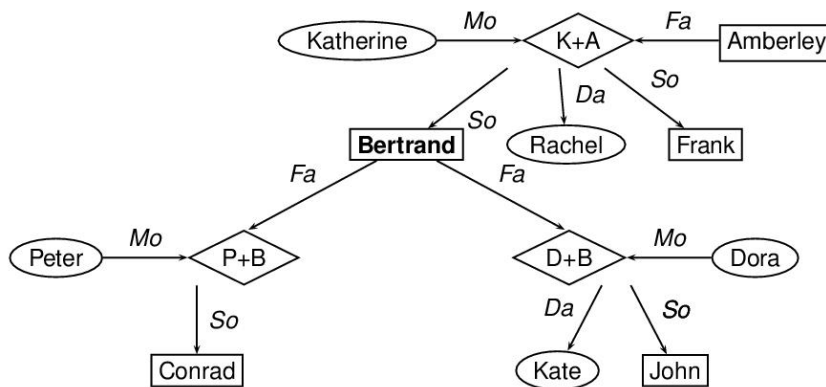 Katherine Mo K+A Fa Amberley
So Da So
Bertrand Rachel Frank
Fa Fa
Peter Mo P+B D+B Mo Dora
So Da So
Conrad Kate John